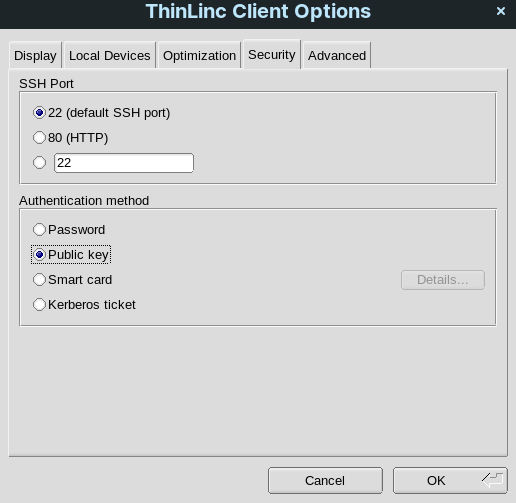 ThinLinc Client Options
×
Display Local Devices Optimization Security Advanced
SSH Port
22 (default SSH port)
80 (HTTP)
22
Authentication method
Password
Public key
Smart card
Details...
Kerberos ticket
Cancel OK